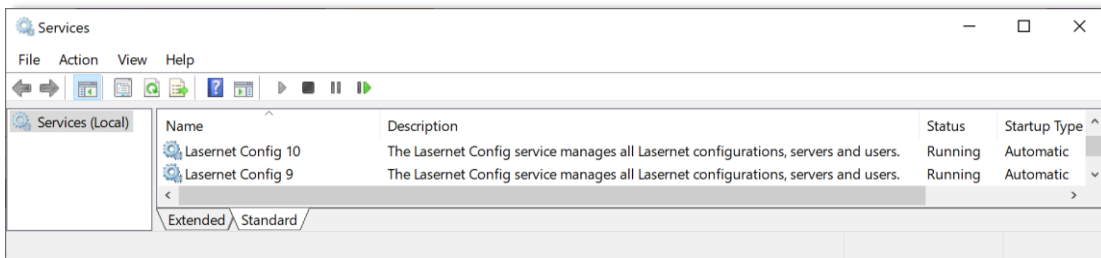 Services
File Action View Help
Services (Local)
Name Description Status Startup Type
Lasernet Config 10 The Lasernet Config service manages all Lasernet configurations, servers and users. Running Automatic
Lasernet Config 9 The Lasernet Config service manages all Lasernet configurations, servers and users. Running Automatic
Extended Standard